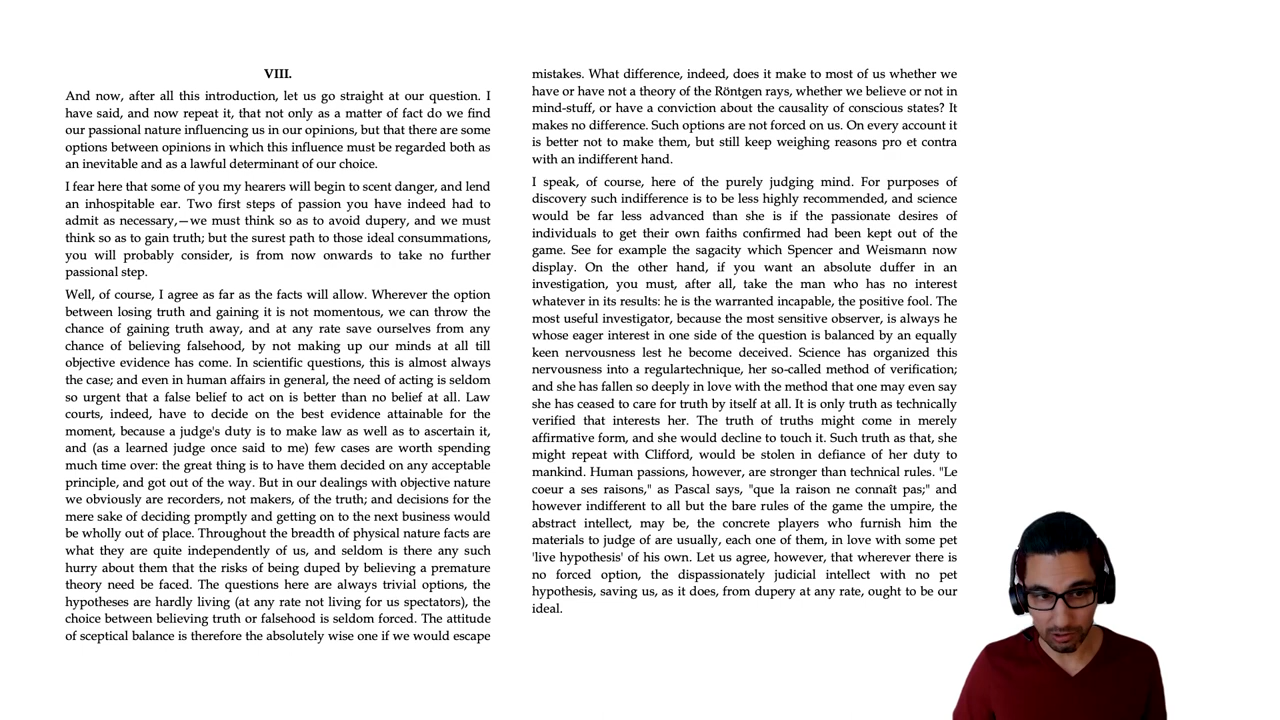 VIII.
And now, after all this introduction, let us go straight at our question. I
have said, and now repeat it, that not only as a matter of fact do we find
our passional nature influencing us in our opinions, but that there are some
options between opinions in which this influence must be regarded both as
an inevitable and as a lawful determinant of our choice.
I fear here that some of you my hearers will begin to scent danger, and lend
an inhospitable ear. Two first steps of passion you have indeed had to
admit as necessary,—we must think so as to avoid dupery, and we must
think so as to gain truth; but the surest path to those ideal consummations,
you will probably consider, is from now onwards to take no further
passional step.
Well, of course, I agree as far as the facts will allow. Wherever the option
between losing truth and gaining it is not momentous, we can throw the
chance of gaining truth away, and at any rate save ourselves from any
chance of believing falsehood, by not making up our minds at all till
objective evidence has come. In scientific questions, this is almost always
the case; and even in human affairs in general, the need of acting is seldom
so urgent that a false belief to act on is better than no belief at all. Law
courts, indeed, have to decide on the best evidence attainable for the
moment, because a judge's duty is to make law as well as to ascertain it,
and (as a learned judge once said to me) few cases are worth spending
much time over: the great thing is to have them decided on any acceptable
principle, and got out of the way. But in our dealings with objective nature
we obviously are recorders, not makers, of the truth; and decisions for the
mere sake of deciding promptly and getting on to the next business would
be wholly out of place. Throughout the breadth of physical nature facts are
what they are quite independently of us, and seldom is there any such
hurry about them that the risks of being duped by believing a premature
theory need be faced. The questions here are always trivial options, the
hypotheses are hardly living (at any rate not living for us spectators), the
choice between believing truth or falsehood is seldom forced. The attitude
of sceptical balance is therefore the absolutely wise one if we would escape
mistakes. What difference, indeed, does it make to most of us whether we
have or have not a theory of the Röntgen rays, whether we believe or not in
mind-stuff, or have a conviction about the causality of conscious states? It
makes no difference. Such options are not forced on us. On every account it
is better not to make them, but still keep weighing reasons pro et contra
with an indifferent hand.
I speak, of course, here of the purely judging mind. For purposes of
discovery such indifference is to be less highly recommended, and science
would be far less advanced than she is if the passionate desires of
individuals to get their own faiths confirmed had been kept out of the
game. See for example the sagacity which Spencer and Weismann now
display. On the other hand, if you want an absolute duffer in an
investigation, you must, after all, take the man who has no interest
whatever in its results: he is the warranted incapable, the positive fool. The
most useful investigator, because the most sensitive observer, is always he
whose eager interest in one side of the question is balanced by an equally
keen nervousness lest he become deceived. Science has organized this
nervousness into a regulartechnique, her so-called method of verification;
and she has fallen so deeply in love with the method that one may even say
she has ceased to care for truth by itself at all. It is only truth as technically
verified that interests her. The truth of truths might come in merely
affirmative form, and she would decline to touch it. Such truth as that, she
might repeat with Clifford, would be stolen in defiance of her duty to
mankind. Human passions, however, are stronger than technical rules. "Le
coeur a ses raisons," as Pascal says, "que la raison ne connaît pas;" and
however indifferent to all but the bare rules of the game the umpire, the
abstract intellect, may be, the concrete players who furnish him the
materials to judge of are usually, each one of them, in love with some pet
'live hypothesis' of his own. Let us agree, however, that wherever there is
no forced option, the dispassionately judicial intellect with no pet
hypothesis, saving us, as it does, from dupery at any rate, ought to be our
ideal.